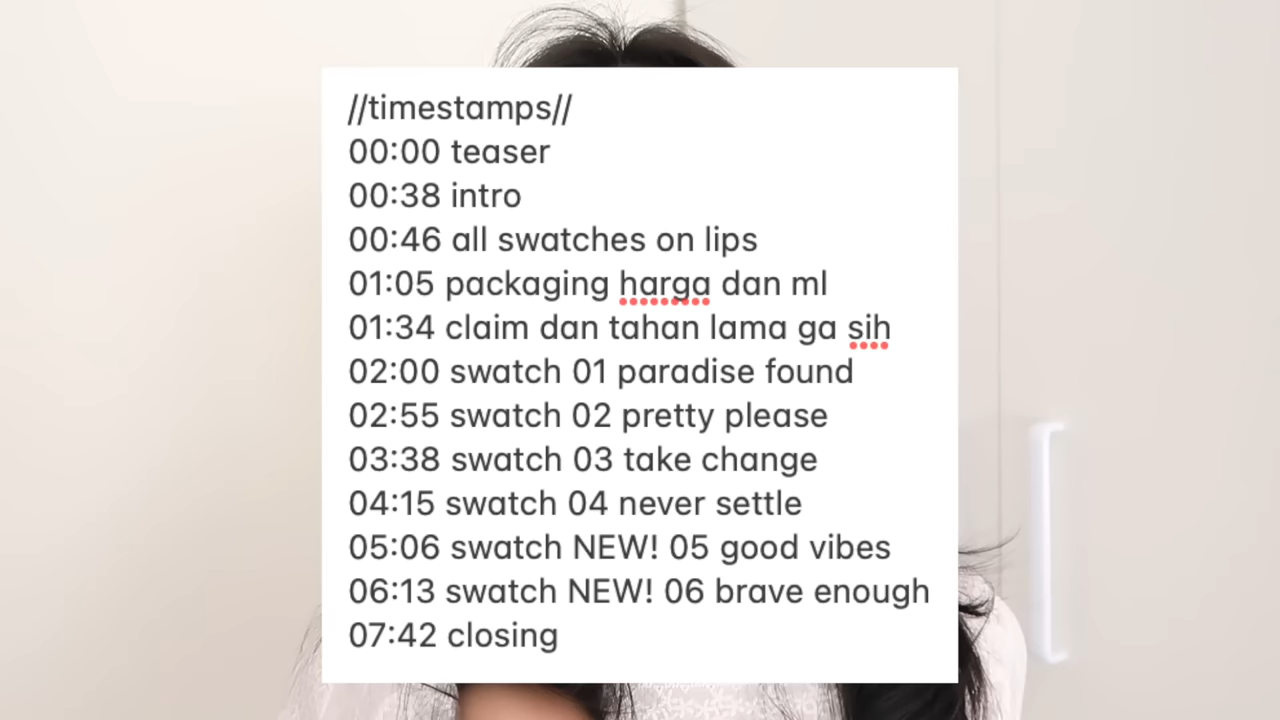 //timestamps//
00:00 teaser
00:38 intro
00:46 all swatches on lips
01:05 packaging harga dan ml
01:34 claim dan tahan lama ga sih
02:00 swatch 01 paradise found
02:55 swatch 02 pretty please
03:38 swatch 03 take change
04:15 swatch 04 never settle
05:06 swatch NEW! 05 good vibes
06:13 swatch NEW! 06 brave enough
07:42 closing